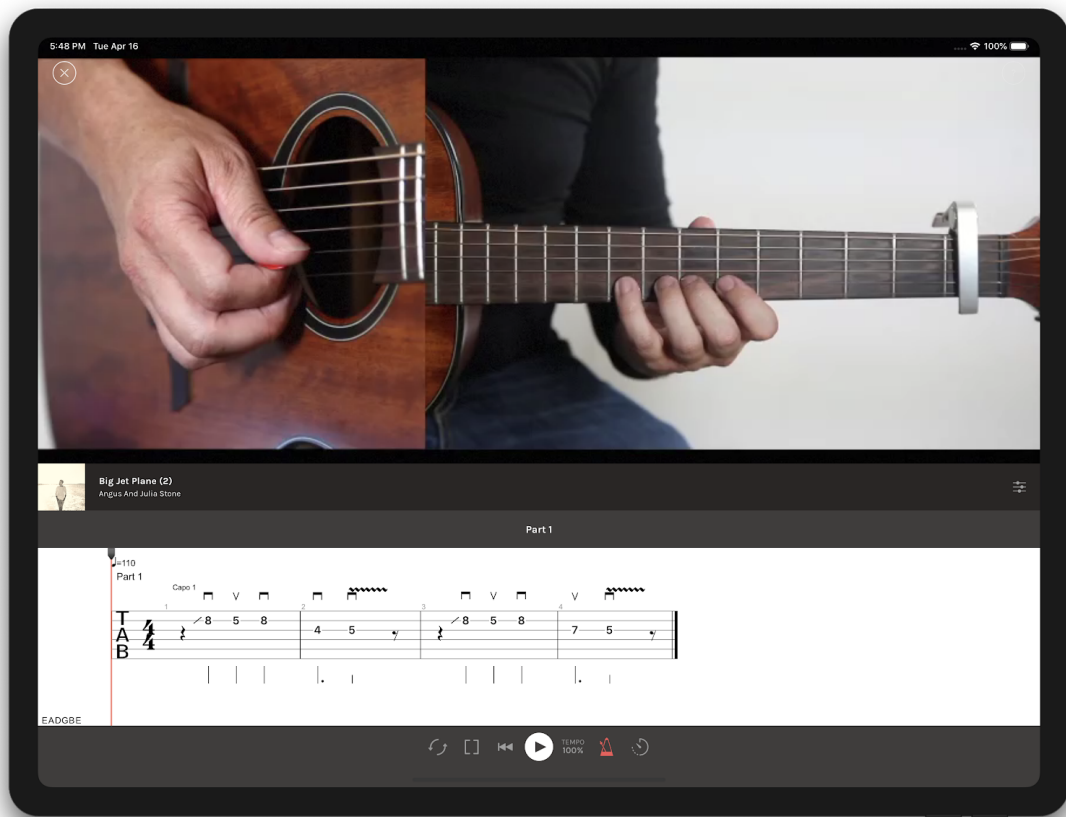 5:48 PM Tue Apr 16
100%
Big Jet Plane (2)
Angus And Julia Stone
Part 1
=110
Part 1
Capo 1
1 2 3 4
T
A
B
4
4
8 5 8 4 5 8 5 8 7 5
EADGBE
TEMPO
100%